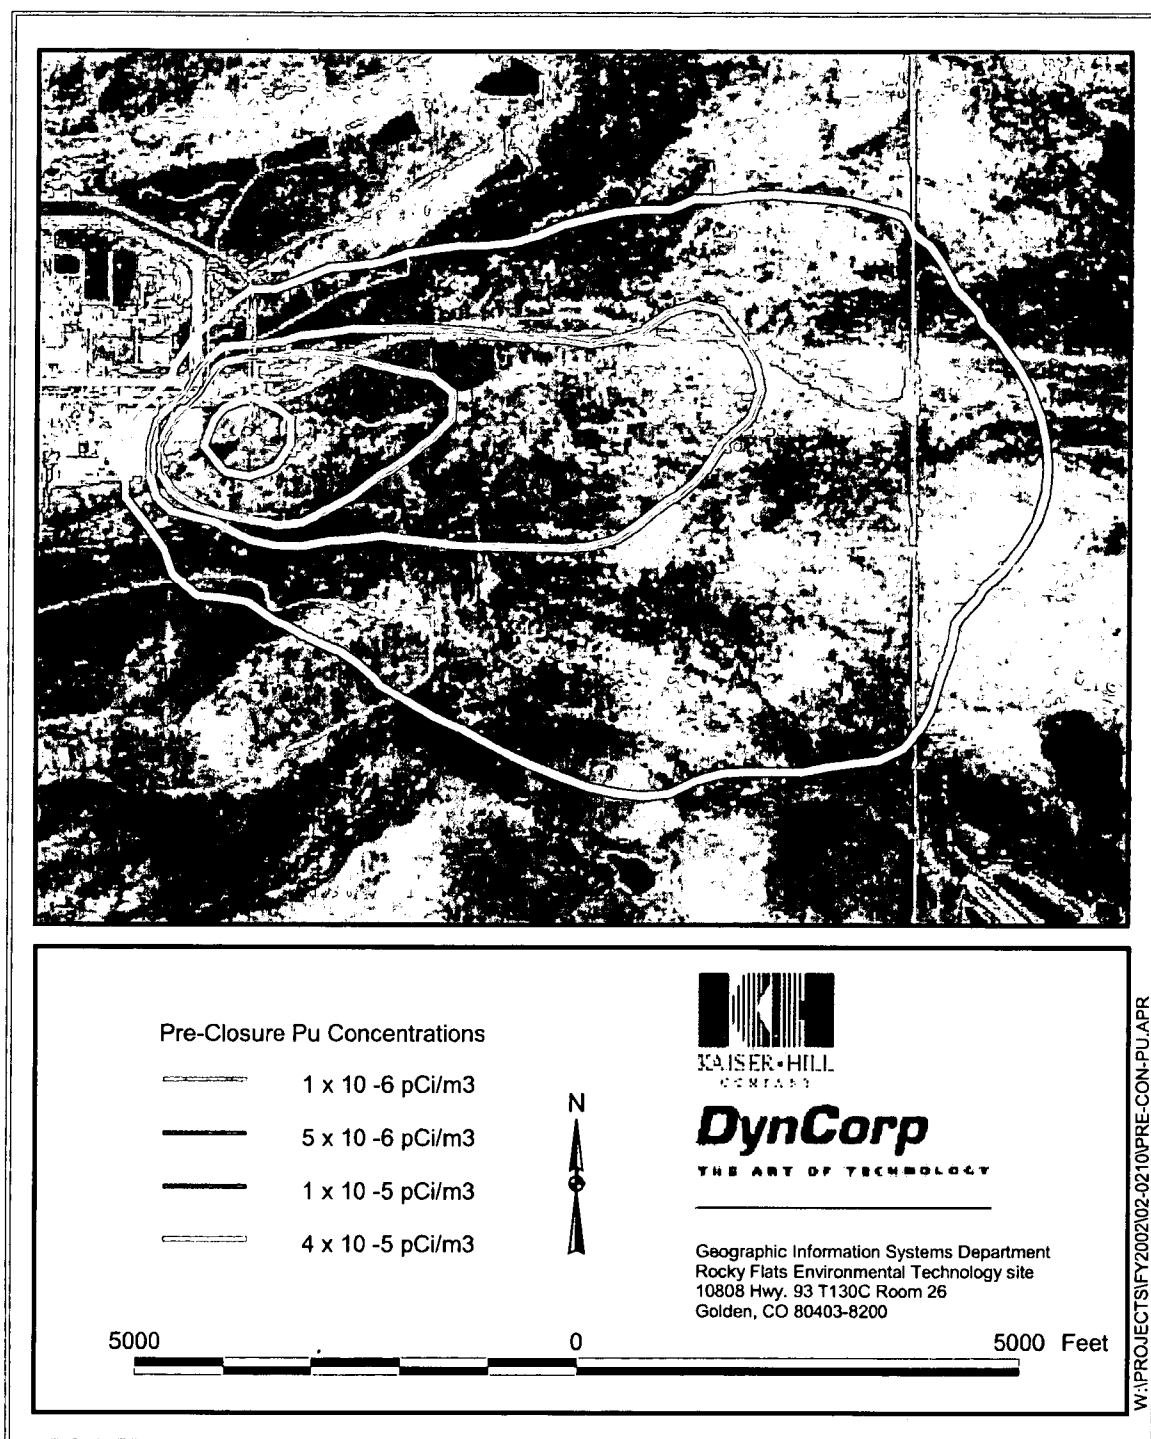 Pre-Closure Pu Concentrations
1 x 10 -6 pCi/m3
5 x 10 -6 pCi/m3
1 x 10 -5 pCi/m3
4 x 10 -5 pCi/m3
N
KAISER•HILL
COMPANY
DynCorp
THE ART OF TECHNOLOGY
Geographic Information Systems Department
Rocky Flats Environmental Technology site
10808 Hwy. 93 T130C Room 26
Golden, CO 80403-8200
5000 0 5000 Feet
W:\PROJECTS\FY2002\02-0210\PRE-CON-PU.APR